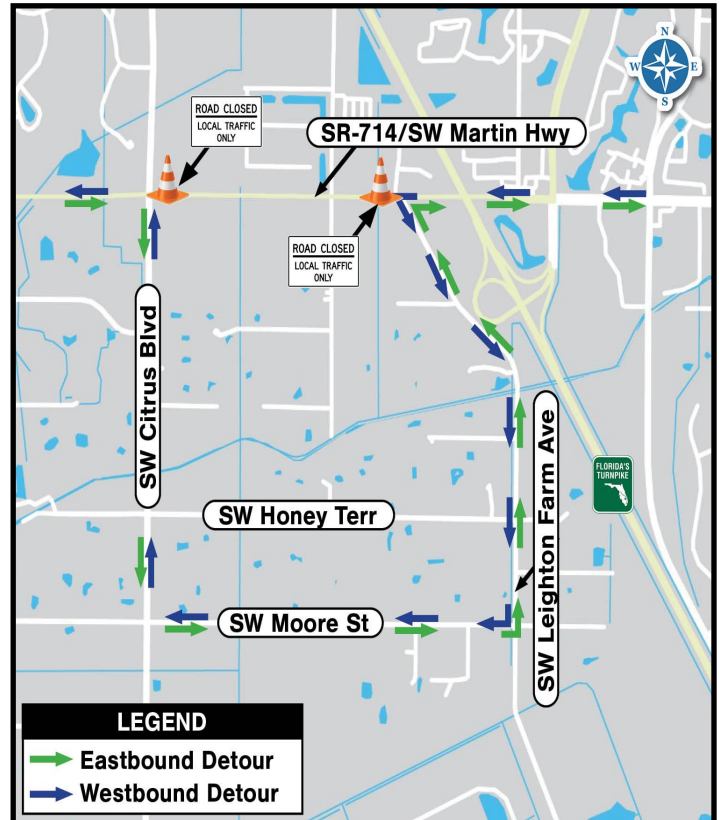 N
W E
S
ROAD CLOSED
LOCAL TRAFFIC
ONLY
SR-714/SW Martin Hwy
ROAD CLOSED
LOCAL TRAFFIC
ONLY
SW Citrus Blvd
SW Leighton Farm Ave
FLORIDA'S
TURNPIKE
SW Honey Terr
SW Moore St
LEGEND
Eastbound Detour
Westbound Detour